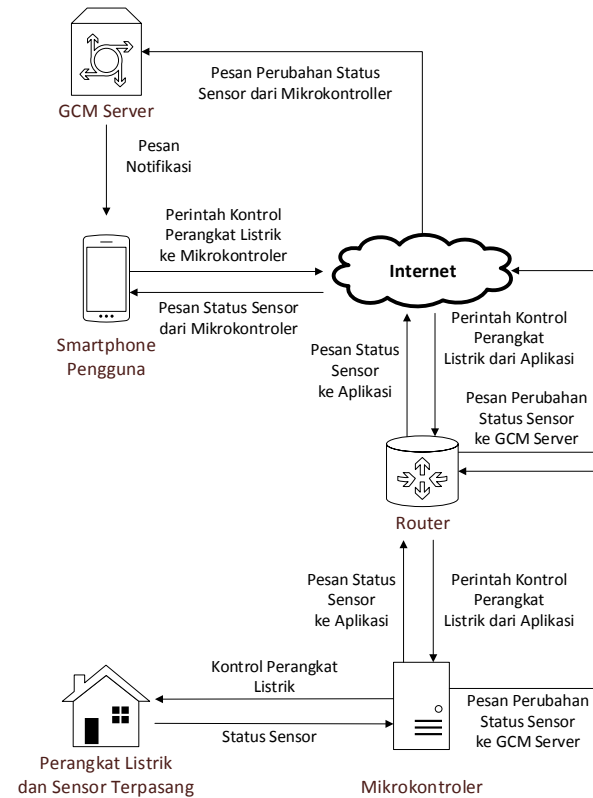 Pesan Perubahan Status
Sensor dari Mikrokontroller
GCM Server
Pesan
Notifikasi
Perintah Kontrol
Perangkat Listrik
ke Mikrokontroler
Internet
Pesan Status Sensor
dari Mikrokontroler
Smartphone
Pengguna
Pesan Status
Sensor
ke Aplikasi
Perintah Kontrol
Perangkat
Listrik dari Aplikasi
Pesan Perubahan
Status Sensor
ke GCM Server
Router
Pesan Status
Sensor
ke Aplikasi
Perintah Kontrol
Perangkat
Listrik dari Aplikasi
Kontrol Perangkat
Listrik
Status Sensor
Pesan Perubahan
Status Sensor
ke GCM Server
Perangkat Listrik
dan Sensor Terpasang
Mikrokontroler